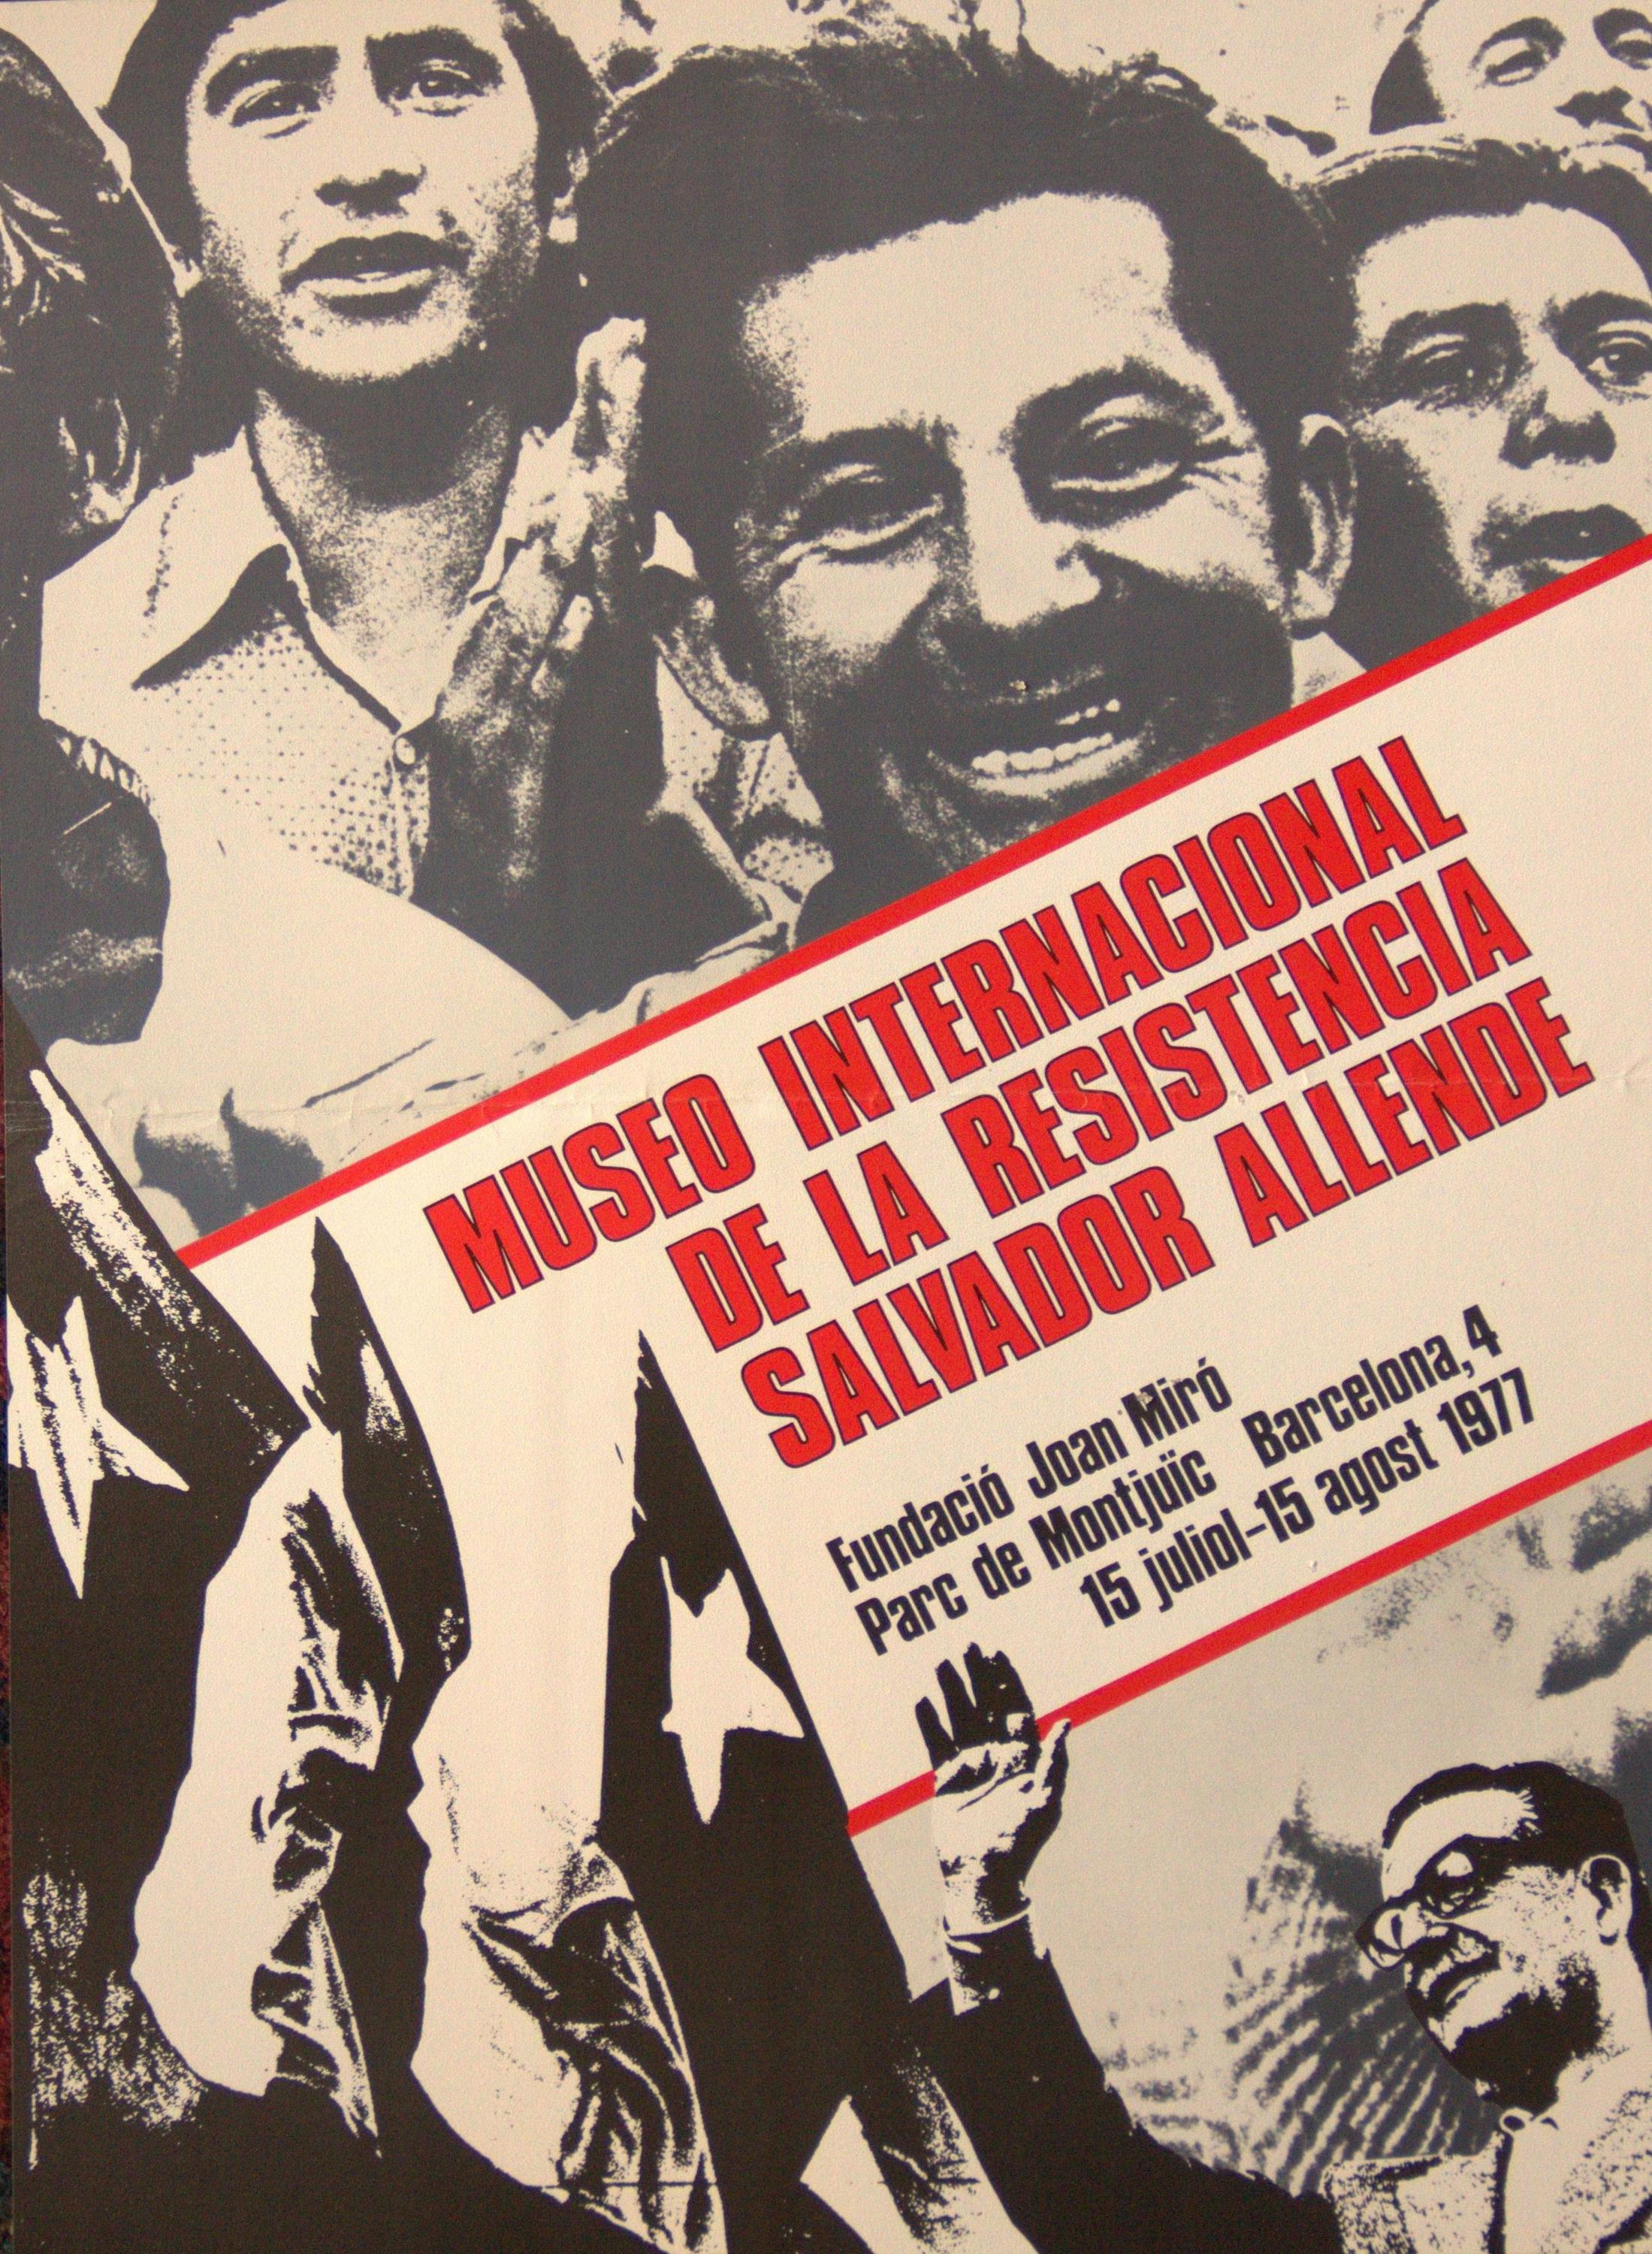 MUSEO INTERNACIONAL
DE LA RESISTENCIA
SALVADOR ALLENDE
Fundació Joan Miró
Parc de Montjuïc Barcelona, 4
15 juliol-15 agost 1977